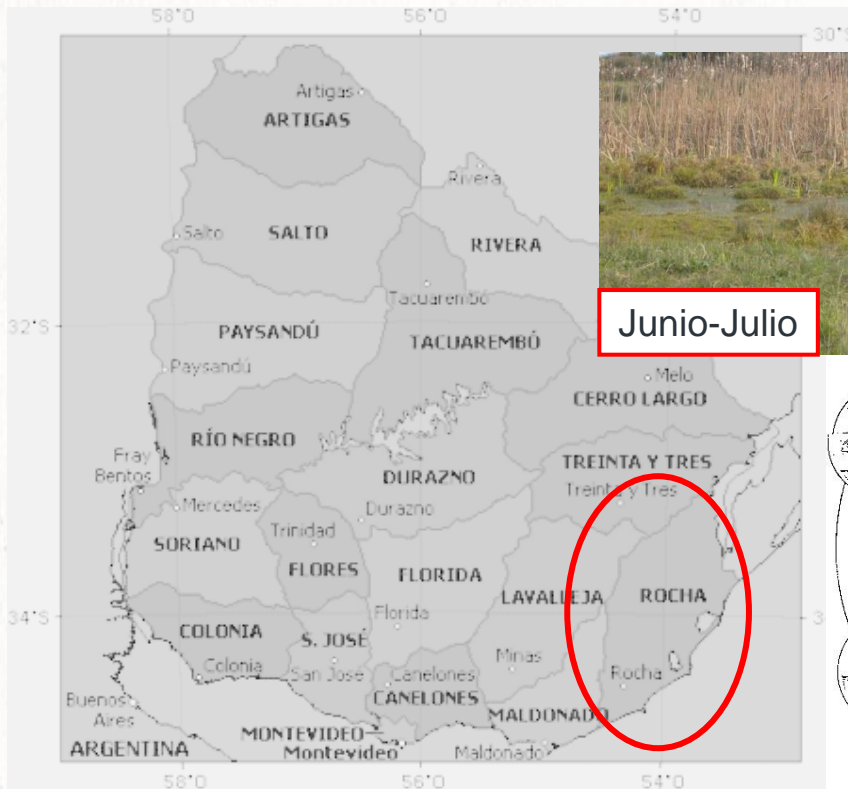 58°S
56°O
54°O
30°S
Artigas
ARTIGAS
Rivera
Salto
SALTO
RIVERA
Tacuarembó
Junio-Julio
32°S
PAYSANDÚ
TACUAREMBÓ
Paysandú
Melo
CERRO LARGO
RÍO NEGRO
Fray
Bentos
TREINTA Y TRES
DURAZNO
Treinta y Tres
Mercedes
Durazno
Trinidad
SORIANO
FLORES
FLORIDA
LAVALLEJA
ROCHA
34°S
Florida
COLONIA
S. JOSÉ
Minas
Colonia
San José
Canelones
Rocha
CANELONES
Buenos
Aires
MALDONADO
MONTEVIDEO
ARGENTINA
Montevideo
Maldonado
58°O
56°O
54°O